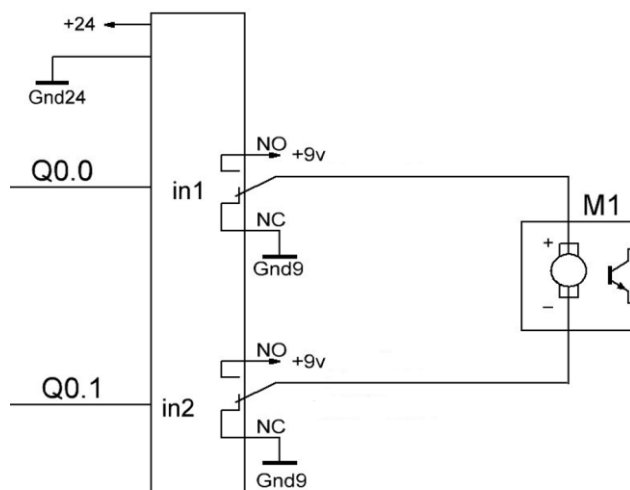 +24
Gnd24
NO
+9v
Q0.0
in1
NC
Gnd9
M1
+
–
NO
+9v
Q0.1
in2
NC
Gnd9